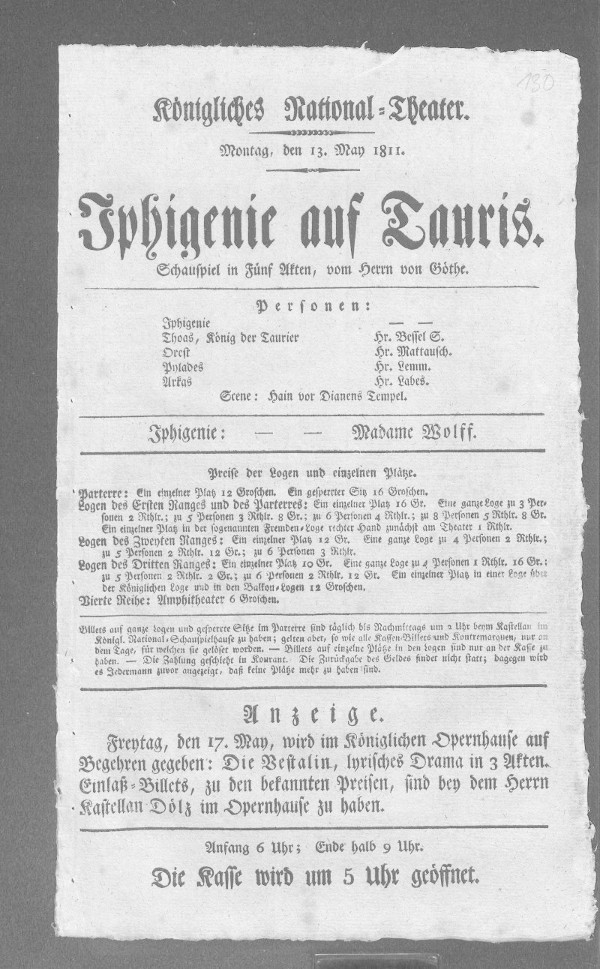 130
Königliches National-Theater.
Montag, den 13. May 1811.
Iphigenie auf Tauris.
Schauspiel in Fünf Akten, vom Herrn von Göthe.
Personen:
Iphigenie — —
Thoas, König der Taurier Hr. Bessel S.
Orest Hr. Mattausch.
Pylades Hr. Lemm.
Arkas Hr. Labes.
Scene: Hain vor Dianens Tempel.
Iphigenie: — — Madame Wolff.
Preise der Logen und einzelnen Plätze.
Parterre: Ein einzelner Platz 12 Groschen. Ein gesperrter Sitz 16 Groschen.
Logen des Ersten Ranges und des Parterres: Ein einzelner Platz 16 Gr. Eine ganze Loge zu 3 Per-
sonen 2 Rthlr.; zu 5 Personen 3 Rthlr. 8 Gr.; zu 6 Personen 4 Rthlr.; zu 8 Personen 5 Rthlr. 8 Gr.
Ein einzelner Platz in der sogenannten Fremden-Loge rechter Hand zunächst am Theater 1 Rthlr.
Logen des Zweyten Ranges: Ein einzelner Platz 12 Gr. Eine ganze Loge zu 4 Personen 2 Rthlr.;
zu 5 Personen 2 Rthlr. 12 Gr.; zu 6 Personen 3 Rthlr.
Logen des Dritten Ranges: Ein einzelner Platz 10 Gr. Eine ganze Loge zu 4 Personen 1 Rthlr. 16 Gr.;
zu 5 Personen 2 Rthlr. 2 Gr.; zu 6 Personen 2 Rthlr. 12 Gr. Ein einzelner Platz in einer Loge über
der Königlichen Loge und in den Balkon-Logen 12 Groschen.
Vierte Reihe: Amphitheater 6 Groschen.
Billets auf ganze Logen und gesperrte Sitze im Parterre sind täglich bis Nachmittags um 2 Uhr beym Kastellan im
Königl. National-Schauspielhause zu haben; gelten aber, so wie alle Kassen-Billets und Kontremarquen, nur an
dem Tage, für welchen sie gelöset worden. — Billets auf einzelne Plätze in den Logen sind nur an der Kasse zu
haben. — Die Zahlung geschieht in Kourant. Die Zurückgabe des Geldes findet nicht statt; dagegen wird
es Jedermann zuvor angezeigt, daß keine Plätze mehr zu haben sind.
Anzeige.
Freytag, den 17. May, wird im Königlichen Opernhause auf
Begehren gegeben: Die Vestalin, lyrisches Drama in 3 Akten.
Einlaß-Billets, zu den bekannten Preisen, sind bey dem Herrn
Kastellan Dölz im Opernhause zu haben.
Anfang 6 Uhr; Ende halb 9 Uhr.
Die Kasse wird um 5 Uhr geöffnet.